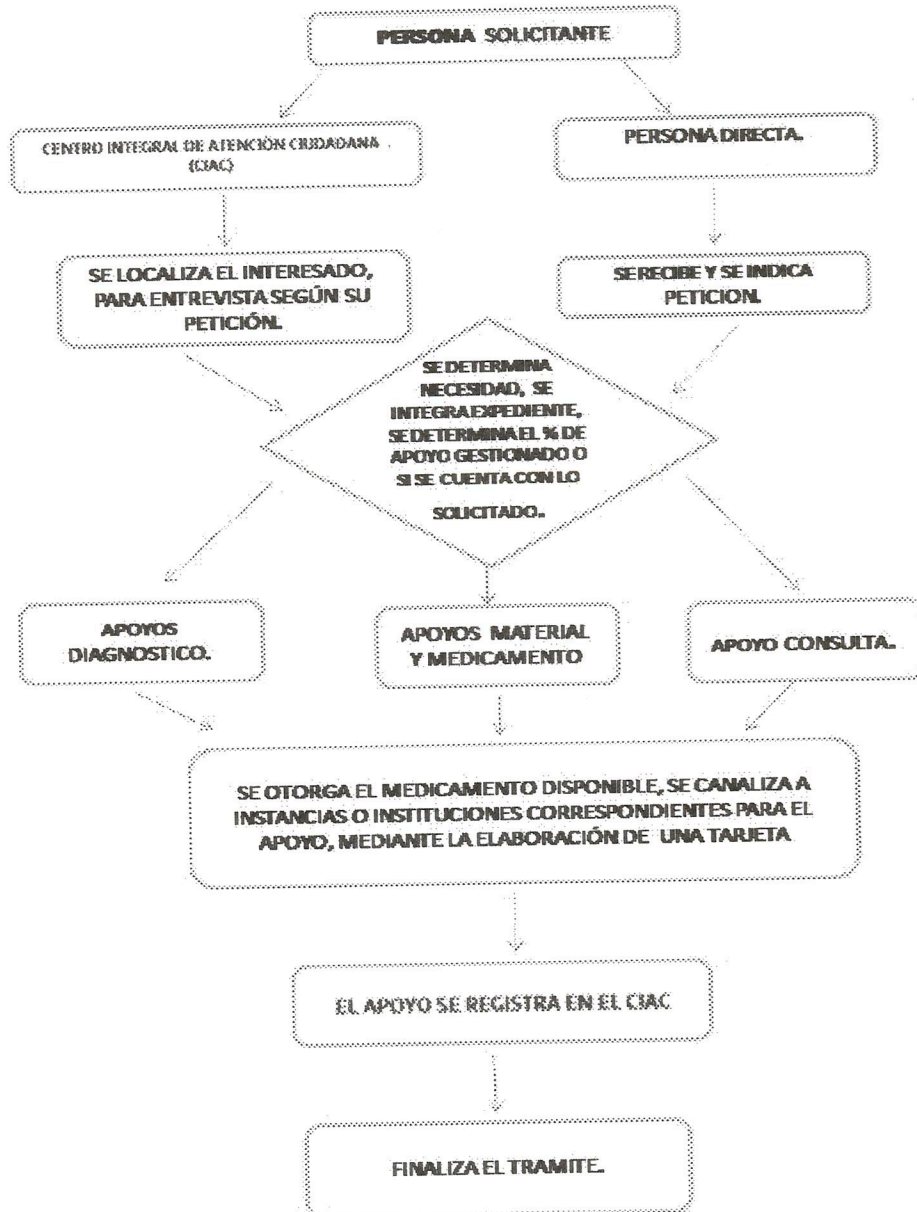 PERSONA SOLICITANTE
CENTRO INTEGRAL DE ATENCIÓN CIUDADANA.
(CIAC)
PERSONA DIRECTA.
SE LOCALIZA EL INTERESADO,
PARA ENTREVISTA SEGÚN SU
PETICIÓN.
SE RECIBE Y SE INDICA
PETICION.
SE DETERMINA
NECESIDAD, SE
INTEGRA EXPEDIENTE,
SE DETERMINA EL % DE
APOYO GESTIONADO O
SI SE CUENTA CON LO
SOLICITADO..
APOYOS
DIAGNOSTICO.
APOYOS MATERIAL
Y MEDICAMENTO
APOYO CONSULTA..
SE OTORGA EL MEDICAMENTO DISPONIBLE, SE CANALIZA A
INSTANCIAS O INSTITUCIONES CORRESPONDIENTES PARA EL
APOYO, MEDIANTE LA ELABORACIÓN DE UNA TARJETA
EL APOYO SE REGISTRA EN EL CIAC
FINALIZA EL TRAMITE.